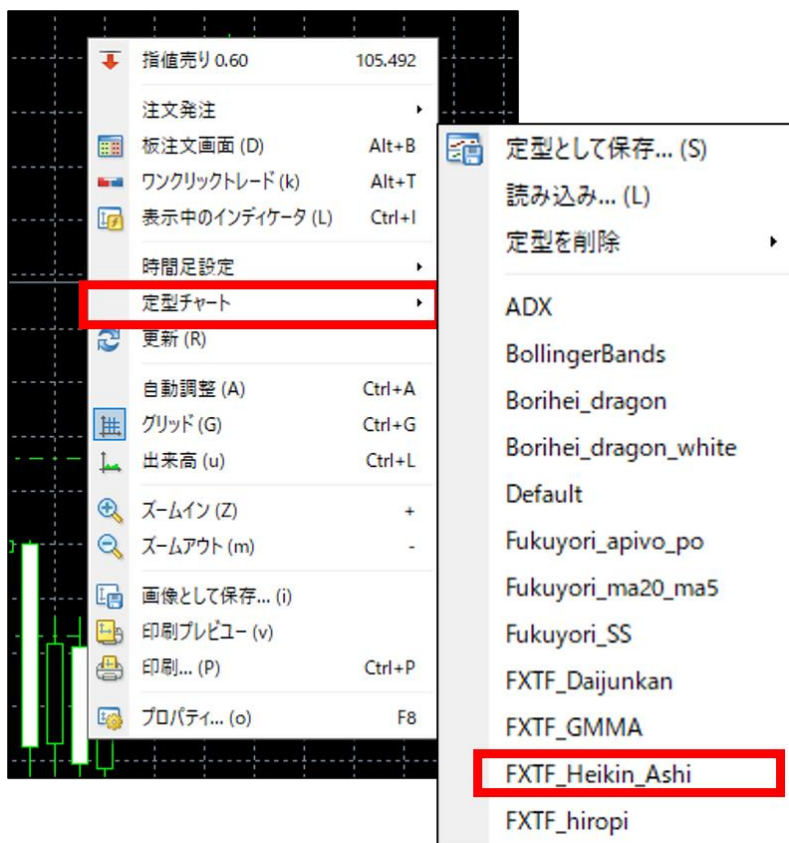 指値売り 0.60 105.492
注文発注
板注文画面 (D) Alt+B
ワンクリックトレード (k) Alt+T
表示中のインディケータ (L) Ctrl+I
時間足設定
定型チャート
更新 (R)
自動調整 (A) Ctrl+A
グリッド (G) Ctrl+G
出来高 (u) Ctrl+L
ズームイン (Z) +
ズームアウト (m) -
画像として保存... (i)
印刷プレビュー (v)
印刷... (P) Ctrl+P
プロパティ... (o) F8
定型として保存... (S)
読み込み... (L)
定型を削除
ADX
BollingerBands
Borihei_dragon
Borihei_dragon_white
Default
Fukuyori_apivo_po
Fukuyori_ma20_ma5
Fukuyori_SS
FXTF_Daijunkan
FXTF_GMMA
FXTF_Heikin_Ashi
FXTF_hiropi